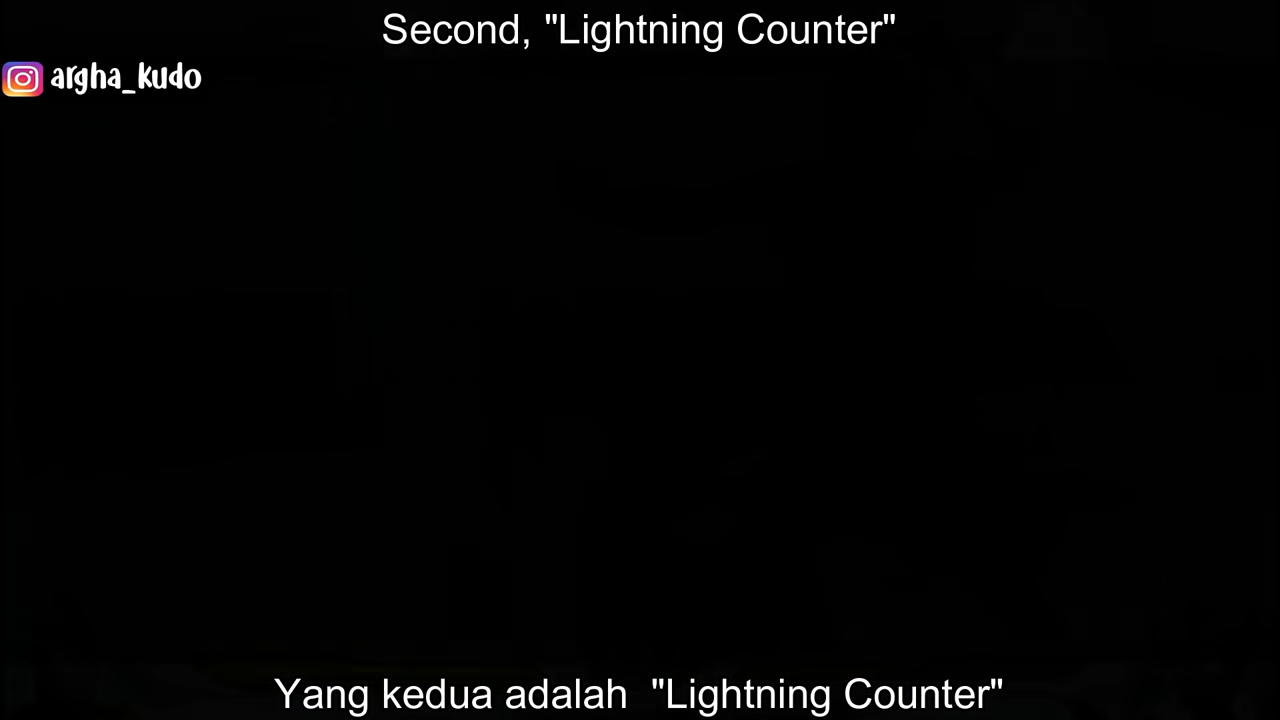 Second, "Lightning Counter"
argha_kudo
Yang kedua adalah  "Lightning Counter"